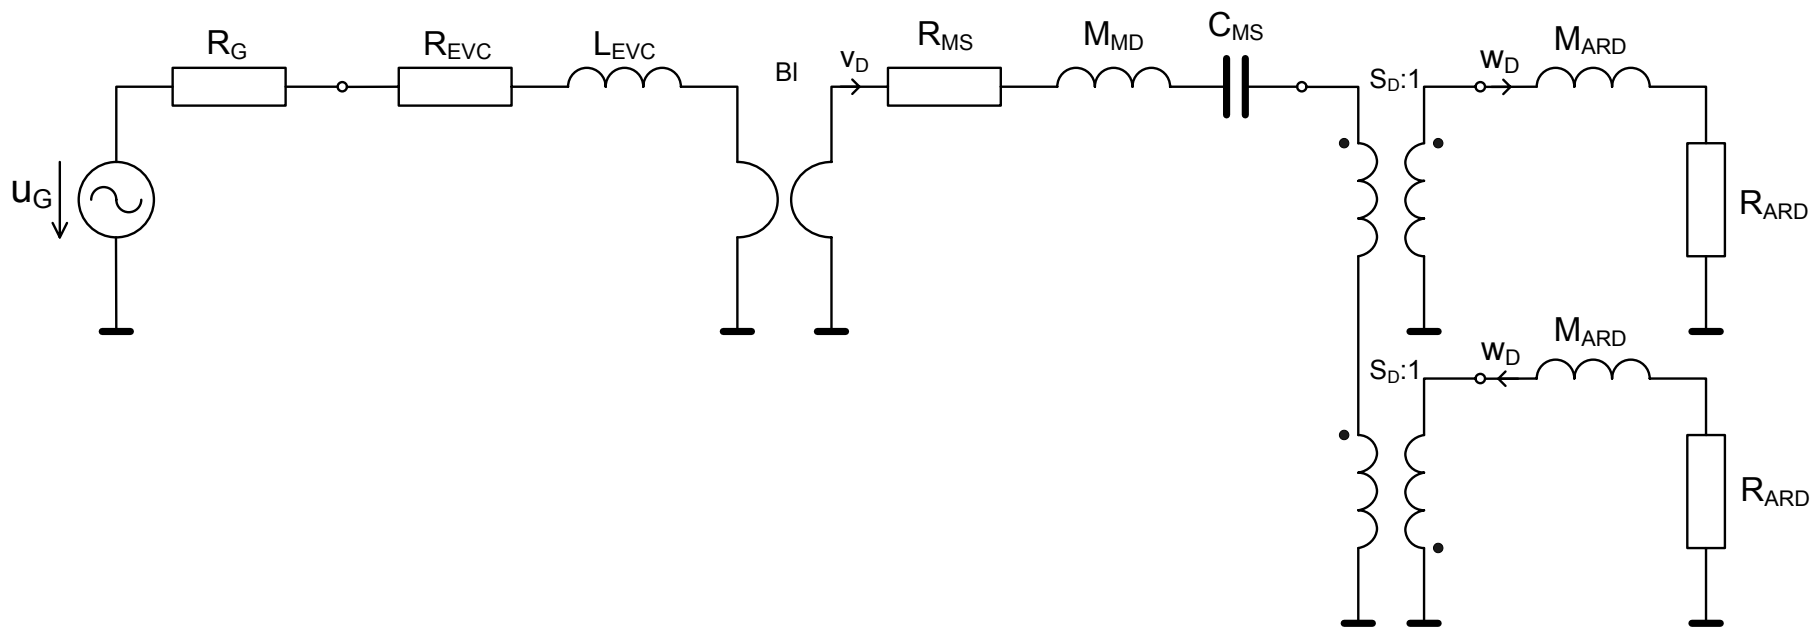 R_G
R_EVC
L_EVC
Bl
v_D
R_MS
M_MD
C_MS
S_D:1
w_D
M_ARD
u_G
R_ARD
S_D:1
w_D
M_ARD
R_ARD